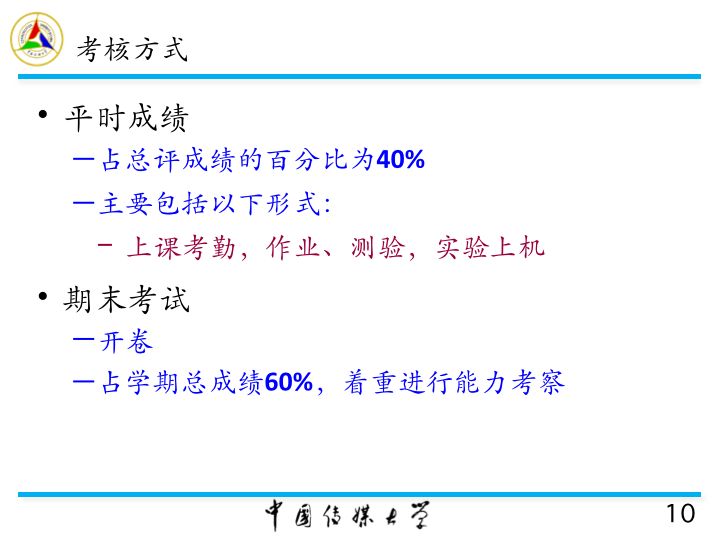 考核方式
• 平时成绩
–占总评成绩的百分比为40%
–主要包括以下形式：
– 上课考勤，作业、测验，实验上机
• 期末考试
–开卷
–占学期总成绩60%，着重进行能力考察
中国传媒大学
10